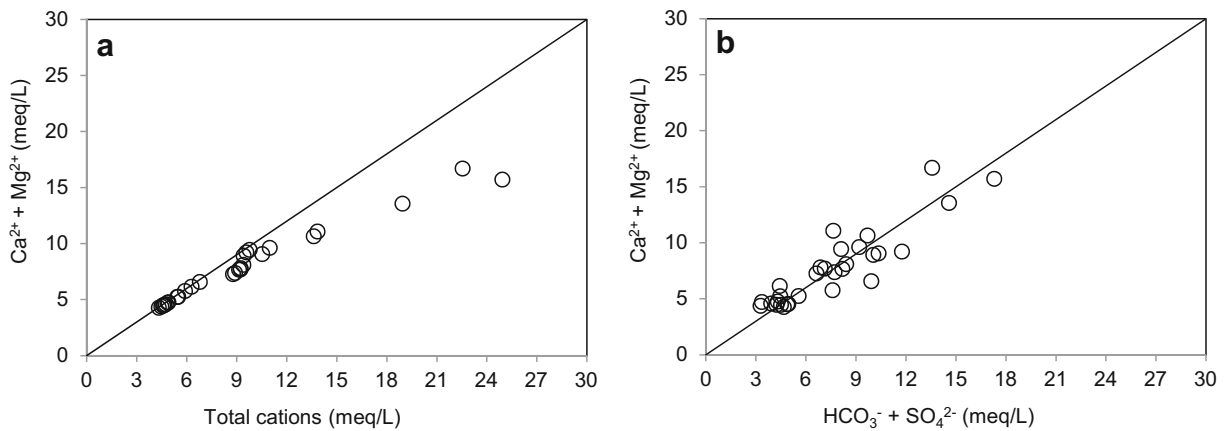 a
30
25
20
15
10
5
0
Ca²⁺ + Mg²⁺ (meq/L)
0 3 6 9 12 15 18 21 24 27 30
Total cations (meq/L)
b
30
25
20
15
10
5
0
Ca²⁺ + Mg²⁺ (meq/L)
0 3 6 9 12 15 18 21 24 27 30
HCO₃⁻ + SO₄²⁻ (meq/L)